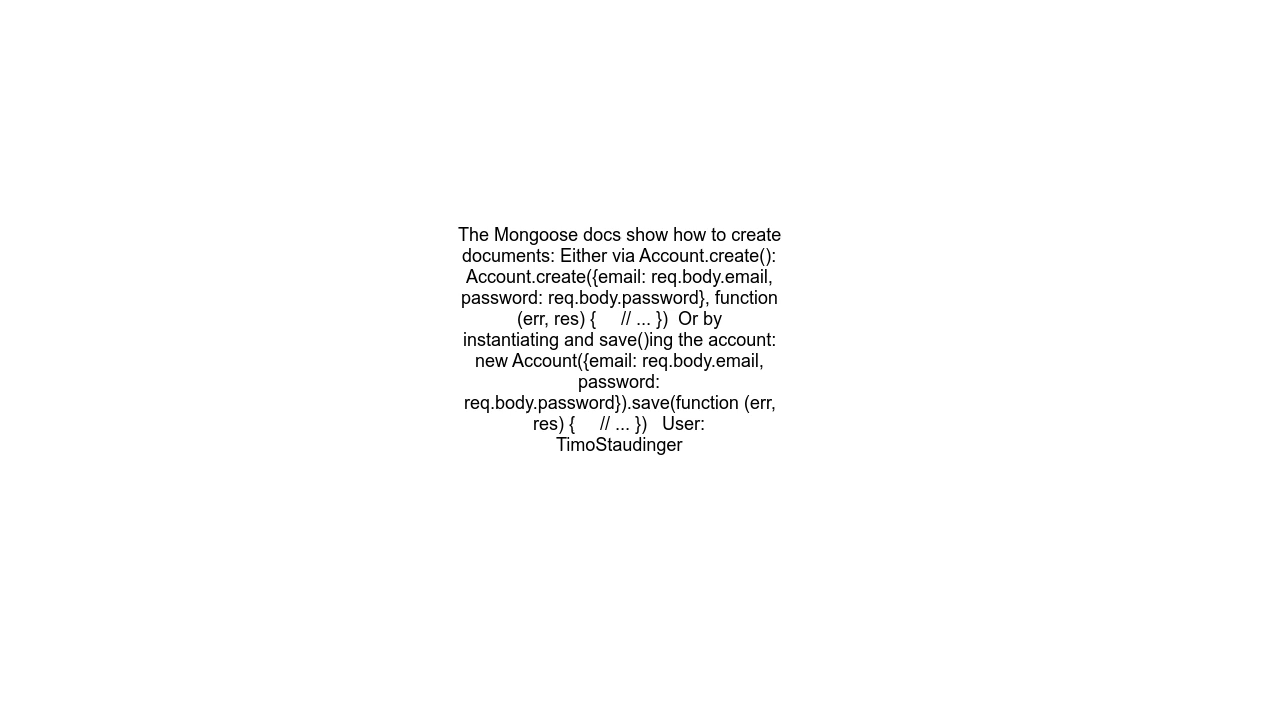 The Mongoose docs show how to create
documents: Either via Account.create():
Account.create({email: req.body.email,
password: req.body.password}, function
(err, res) {     // ... })  Or by
instantiating and save()ing the account:
new Account({email: req.body.email,
password:
req.body.password}).save(function (err,
res) {     // ... })   User:
TimoStaudinger